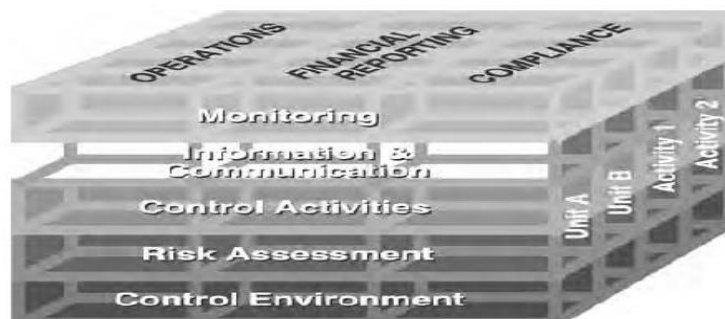 OPERATIONS
FINANCIAL
REPORTING
COMPLIANCE
Monitoring
Information &
Communication
Control Activities
Risk Assessment
Control Environment
Unit A
Unit B
Activity 1
Activity 2